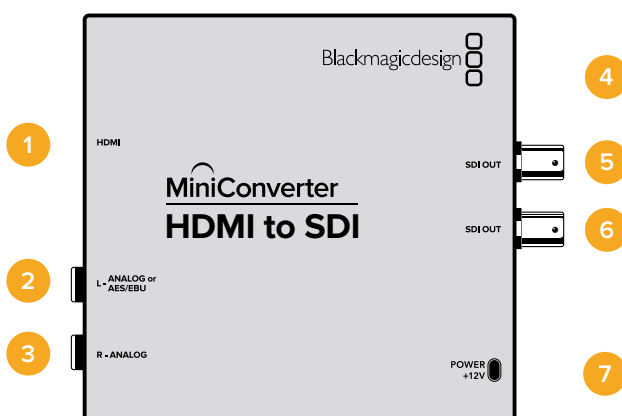 Blackmagicdesign
4
1
HDMI
SDI OUT
5
MiniConverter
HDMI to SDI
SDI OUT
6
2
L - ANALOG or
AES/EBU
3
R - ANALOG
POWER
+12V
7